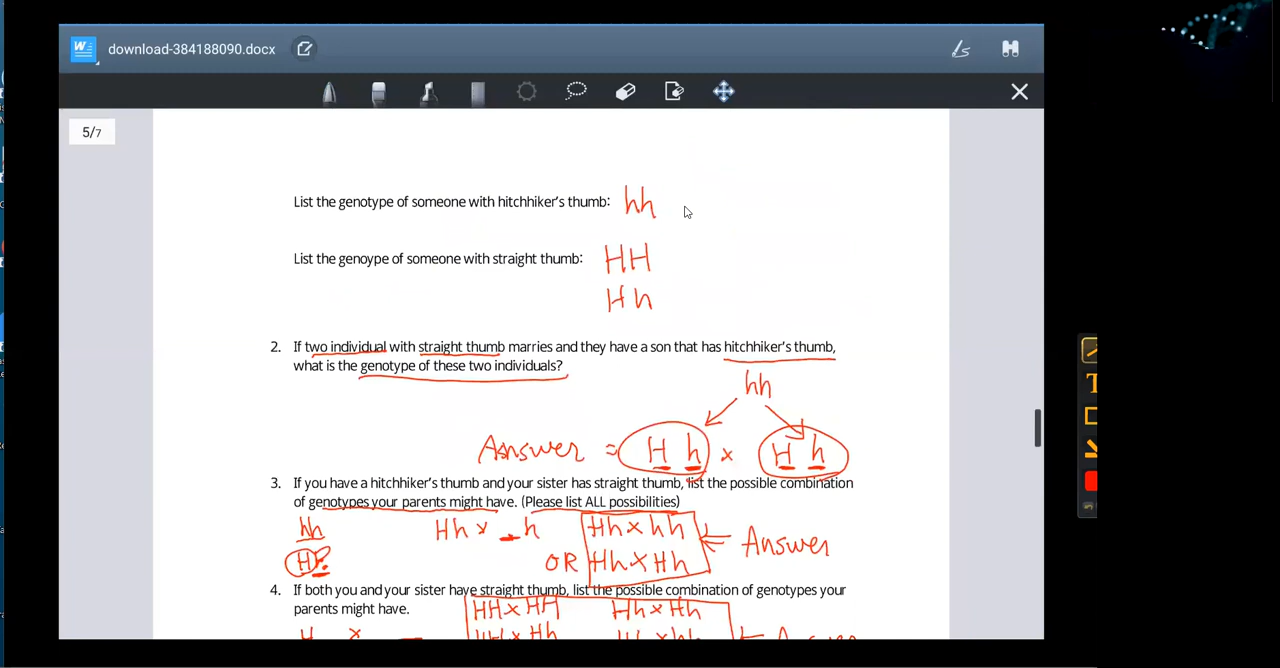 download-384188090.docx
5/7
List the genotype of someone with hitchhiker's thumb: hh
List the genoype of someone with straight thumb: HH
Hh
2. If two individual with straight thumb marries and they have a son that has hitchhiker's thumb,
what is the genotype of these two individuals?
hh
Answer = Hh x Hh
3. If you have a hitchhiker's thumb and your sister has straight thumb, list the possible combination
of genotypes your parents might have. (Please list ALL possibilities)
hh Hh x _h Hh x hh
H? OR Hh x Hh Answer
4. If both you and your sister have straight thumb, list the possible combination of genotypes your
parents might have. HH x HH Hh x Hh